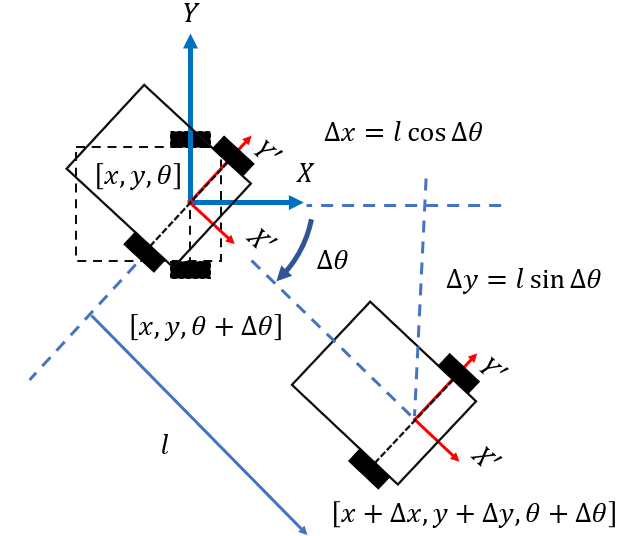 Y
Δx = l cos Δθ
Y′
[x, y, θ]
X
X′
Δθ
Δy = l sin Δθ
[x, y, θ + Δθ]
Y′
l
X′
[x + Δx, y + Δy, θ + Δθ]